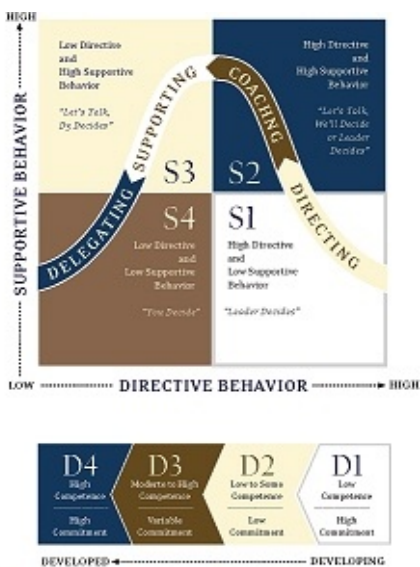 HIGH
SUPPORTIVE BEHAVIOR
Low Directive
and
High Supportive
Behavior
"Let's Talk,
Dy Decides"
S3
SUPPORTING
High Directive
and
High Supportive
Behavior
"Let's Talk,
We'll Decide
or Leader
Decides"
S2
COACHNG
DELEGATING
S4
Low Directive
and
Low Supportive
Behavior
"You Decide"
DIRECTING
S1
High Directive
and
Low Supportive
Behavior
"Leader Decides"
LOW
DIRECTIVE BEHAVIOR
HIGH
D4
High
Competence
High
Commitment
D3
Moderte to High
Competence
Variable
Commitment
D2
Low to Some
Competence
Low
Commitment
D1
Low
Competence
High
Commitment
DEVELOPED
DEVELOPING